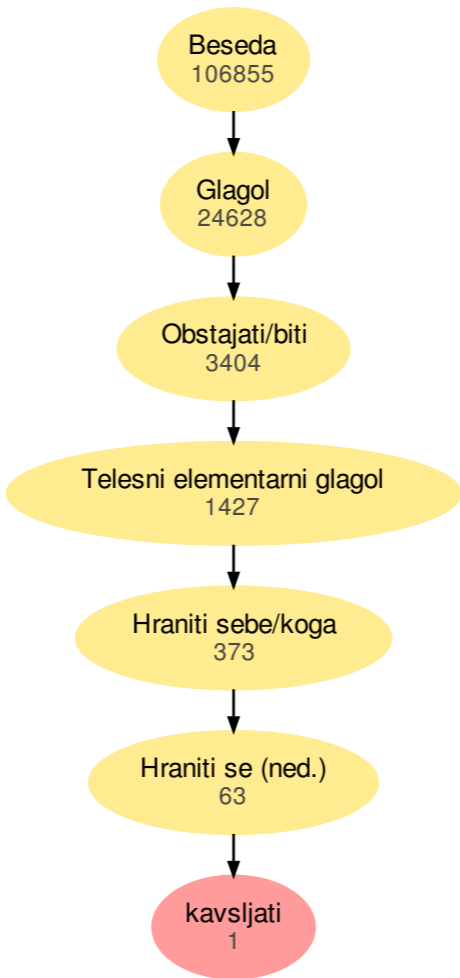 Beseda
106855
Glagol
24628
Obstajati/biti
3404
Telesni elementarni glagol
1427
Hraniti sebe/koga
373
Hraniti se (ned.)
63
kavsljati
1